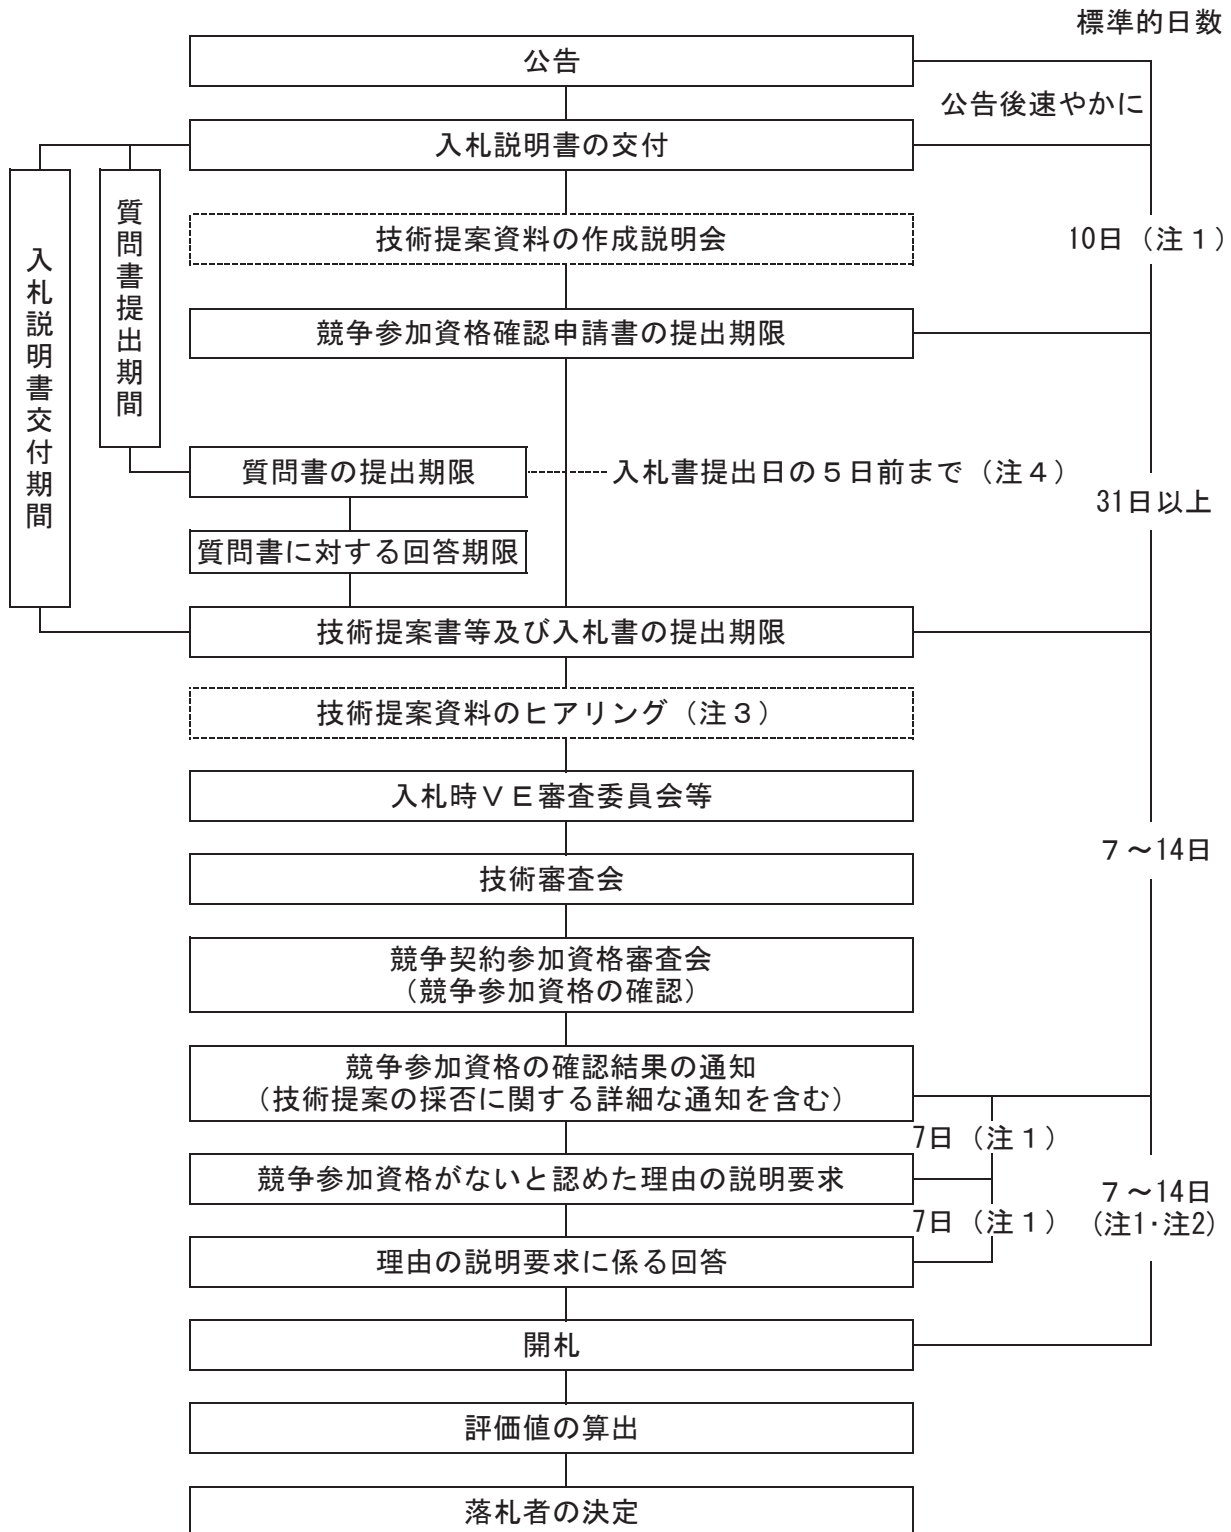 標準的日数
公告
公告後速やかに
入札説明書の交付
質問書提出期間
入札説明書交付期間
技術提案資料の作成説明会
10日（注１）
競争参加資格確認申請書の提出期限
質問書の提出期限
入札書提出日の５日前まで（注４）
31日以上
質問書に対する回答期限
技術提案書等及び入札書の提出期限
技術提案資料のヒアリング（注３）
入札時ＶＥ審査委員会等
７～14日
技術審査会
競争契約参加資格審査会
（競争参加資格の確認）
競争参加資格の確認結果の通知
（技術提案の採否に関する詳細な通知を含む）
7日（注１）
競争参加資格がないと認めた理由の説明要求
７～14日
（注1・注2）
7日（注１）
理由の説明要求に係る回答
開札
評価値の算出
落札者の決定